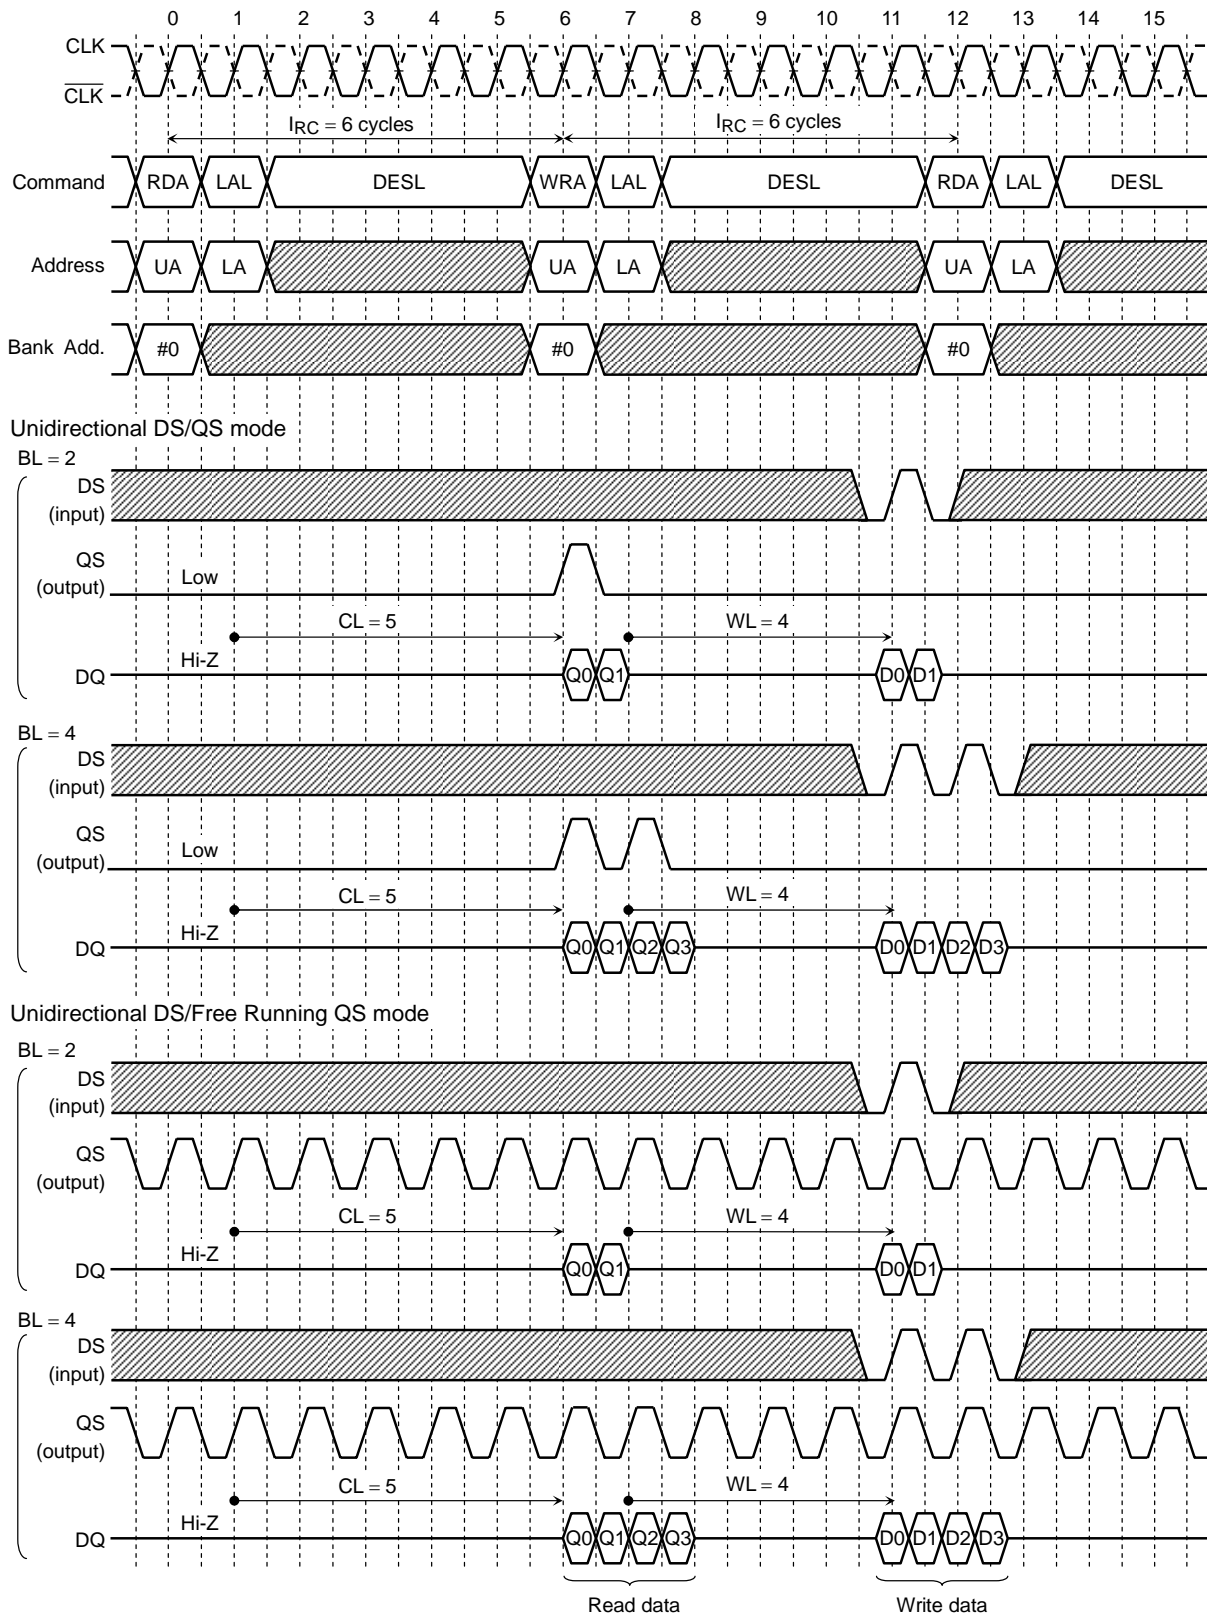 0 1 2 3 4 5 6 7 8 9 10 11 12 13 14 15
CLK
CLK
IRC = 6 cycles IRC = 6 cycles
Command RDA LAL DESL WRA LAL DESL RDA LAL DESL
Address UA LA UA LA UA LA
Bank Add. #0 #0 #0
Unidirectional DS/QS mode
BL = 2
DS
(input)
QS
(output) Low
CL = 5 WL = 4
Hi-Z
DQ Q0 Q1 D0 D1
BL = 4
DS
(input)
QS
(output) Low
CL = 5 WL = 4
Hi-Z
DQ Q0 Q1 Q2 Q3 D0 D1 D2 D3
Unidirectional DS/Free Running QS mode
BL = 2
DS
(input)
QS
(output)
CL = 5 WL = 4
Hi-Z
DQ Q0 Q1 D0 D1
BL = 4
DS
(input)
QS
(output)
CL = 5 WL = 4
Hi-Z
DQ Q0 Q1 Q2 Q3 D0 D1 D2 D3
Read data Write data